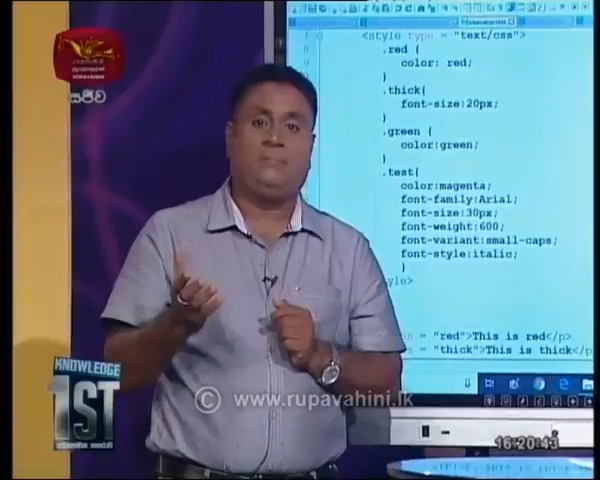 සජීව
<style type = "text/css">
.red {
color: red;
}
.thick{
font-size:20px;
}
.green {
color:green;
}
.test{
color:magenta;
font-family:Arial;
font-size:30px;
font-weight:600;
font-variant:small-caps;
font-style:italic;
}
yle>
s = "red">This is red</p>
s = "thick">This is thick</p
KNOWLEDGE
1ST
© www.rupavahini.lk
16:20:43